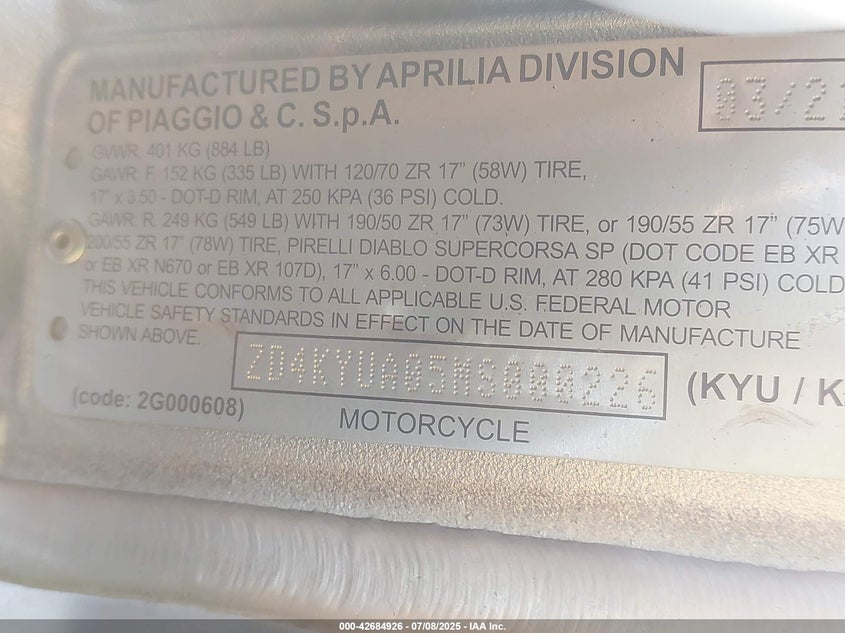 MANUFACTURED BY APRILIA DIVISION
OF PIAGGIO & C. S.p.A.
03/21
GVWR: 401 KG (884 LB)
GAWR: F. 152 KG (335 LB) WITH 120/70 ZR 17" (58W) TIRE,
17" x 3.50 - DOT-D RIM, AT 250 KPA (36 PSI) COLD.
GAWR: R. 249 KG (549 LB) WITH 190/50 ZR 17" (73W) TIRE, or 190/55 ZR 17" (75W
200/55 ZR 17" (78W) TIRE, PIRELLI DIABLO SUPERCORSA SP (DOT CODE EB XR
or EB XR N670 or EB XR 107D), 17" x 6.00 - DOT-D RIM, AT 280 KPA (41 PSI) COLD
THIS VEHICLE CONFORMS TO ALL APPLICABLE U.S. FEDERAL MOTOR
VEHICLE SAFETY STANDARDS IN EFFECT ON THE DATE OF MANUFACTURE
SHOWN ABOVE.
ZD4KYUA05MS000226
(KYU / K
(code: 2G000608)
MOTORCYCLE
000-42684926 - 07/08/2025 - IAA Inc.